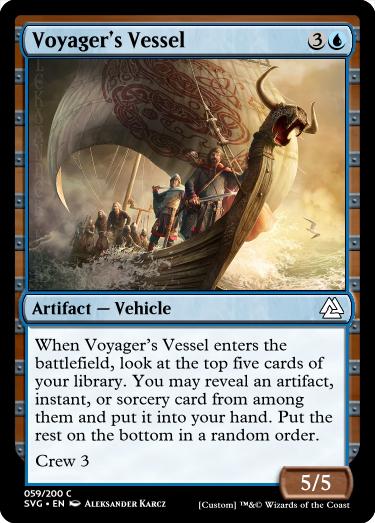 Voyager's Vessel 3
Artifact — Vehicle
When Voyager's Vessel enters the
battlefield, look at the top five cards of
your library. You may reveal an artifact,
instant, or sorcery card from among
them and put it into your hand. Put the
rest on the bottom in a random order.
Crew 3
5/5
059/200 C
SVG • EN Aleksander Karcz [Custom] ™&© Wizards of the Coast